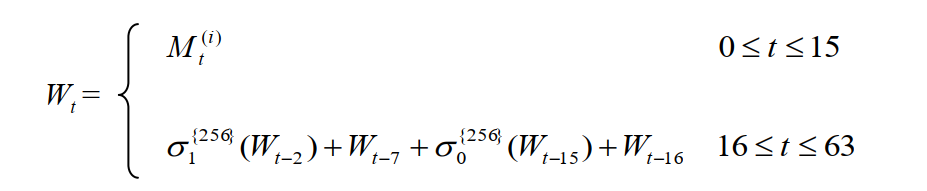 M_t^{(i)} 0 ≤ t ≤ 15
W_t =
σ_1^{\{256\}}(W_{t−2}) + W_{t−7} + σ_0^{\{256\}}(W_{t−15}) + W_{t−16} 16 ≤ t ≤ 63